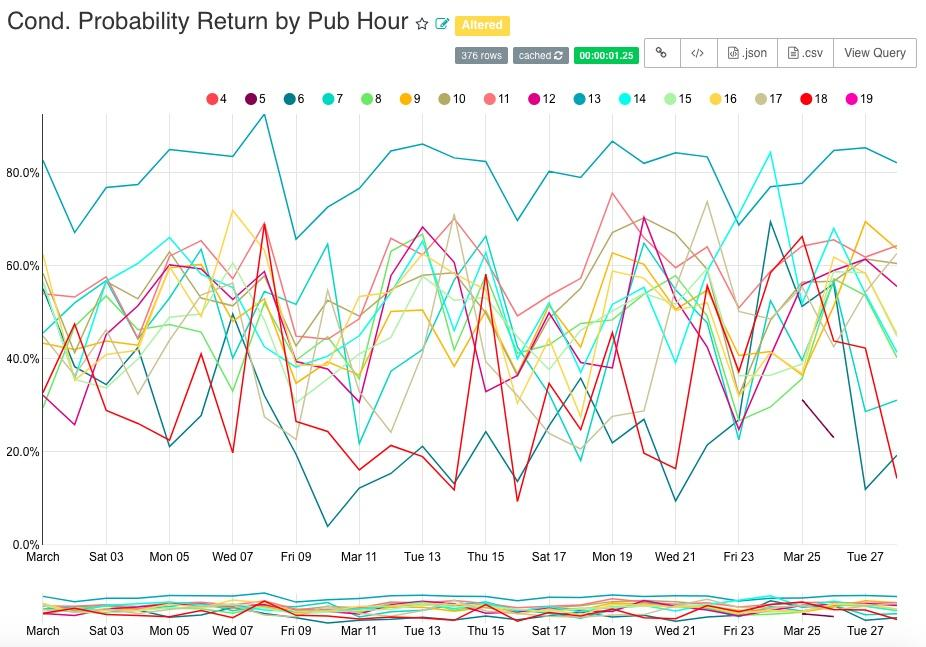 Cond. Probability Return by Pub Hour Altered
376 rows cached 00:00:01.25 .json .csv View Query
4 5 6 7 8 9 10 11 12 13 14 15 16 17 18 19
80.0%
60.0%
40.0%
20.0%
0.0%
March Sat 03 Mon 05 Wed 07 Fri 09 Mar 11 Tue 13 Thu 15 Sat 17 Mon 19 Wed 21 Fri 23 Mar 25 Tue 27
March Sat 03 Mon 05 Wed 07 Fri 09 Mar 11 Tue 13 Thu 15 Sat 17 Mon 19 Wed 21 Fri 23 Mar 25 Tue 27